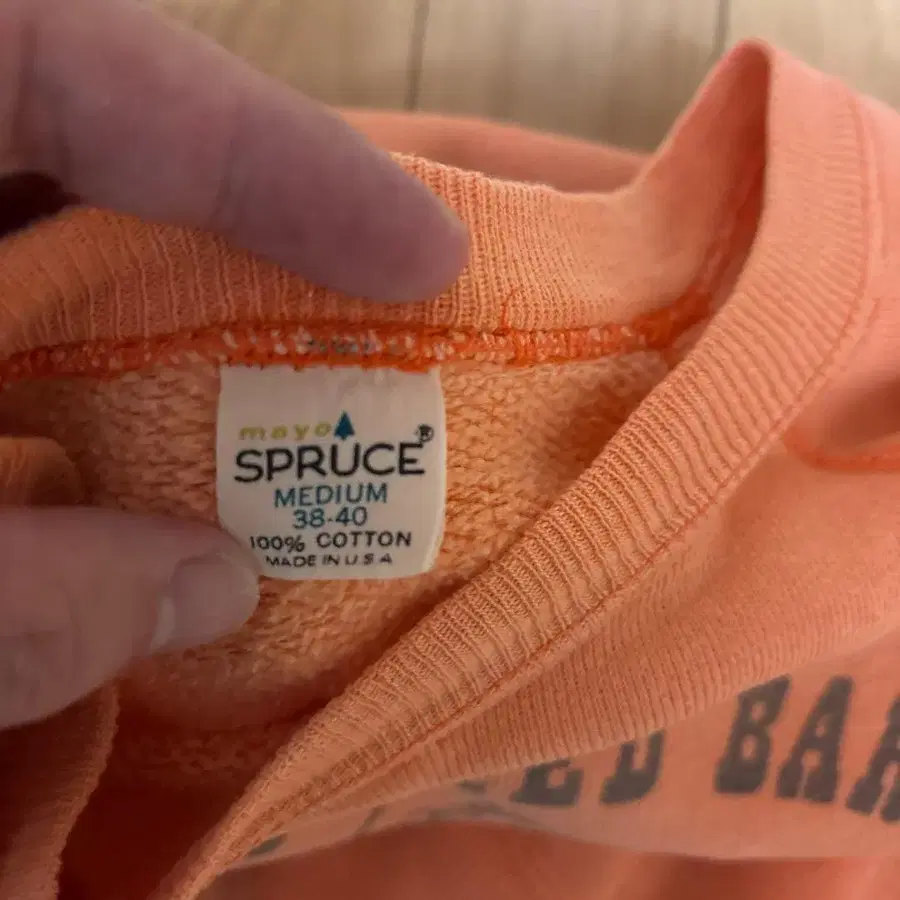 mayo
SPRUCE®
MEDIUM
38-40
100% COTTON
MADE IN U.S.A